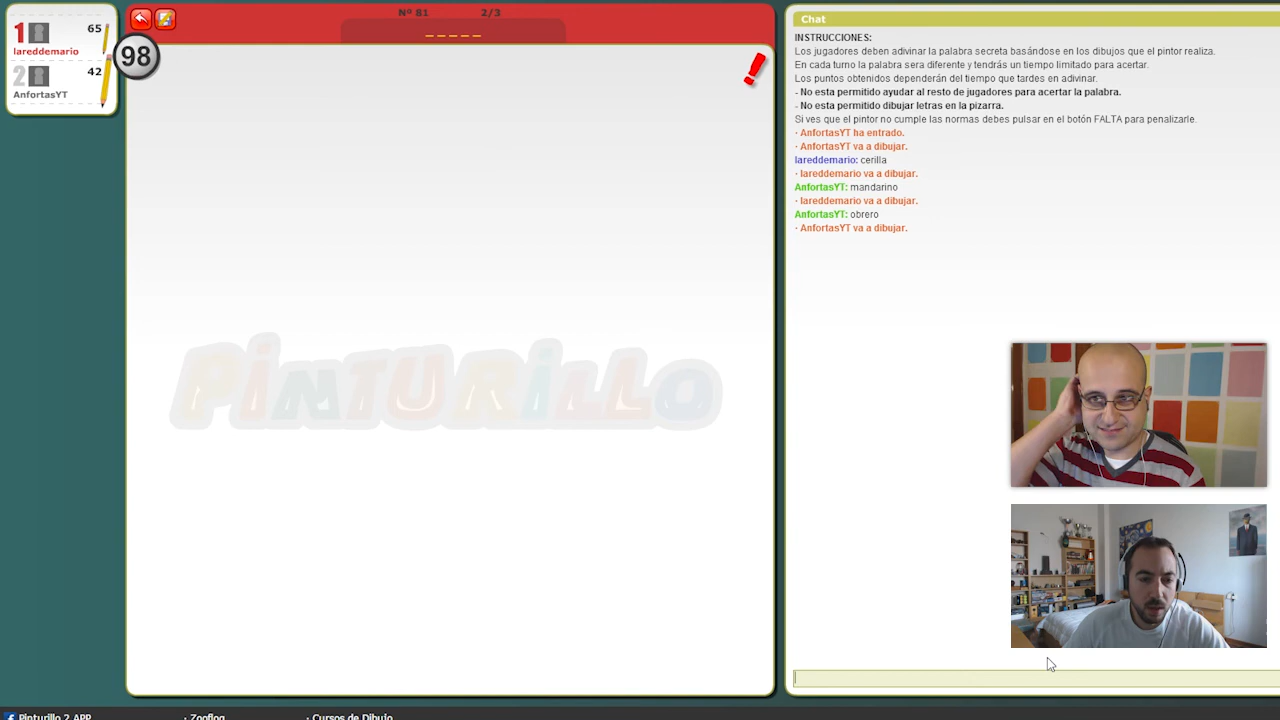 1 65
lareddemario
98
2 42
AnfortasYT
Nº 81 2/3
_ _ _ _ _
PINTURILLO
Chat
INSTRUCCIONES:
Los jugadores deben adivinar la palabra secreta basándose en los dibujos que el pintor realiza.
En cada turno la palabra sera diferente y tendrás un tiempo limitado para acertar.
Los puntos obtenidos dependerán del tiempo que tardes en adivinar.
- No esta permitido ayudar al resto de jugadores para acertar la palabra.
- No esta permitido dibujar letras en la pizarra.
Si ves que el pintor no cumple las normas debes pulsar en el botón FALTA para penalizarle.
· AnfortasYT ha entrado.
· AnfortasYT va a dibujar.
lareddemario: cerilla
· lareddemario va a dibujar.
AnfortasYT: mandarino
· lareddemario va a dibujar.
AnfortasYT: obrero
· AnfortasYT va a dibujar.
Pinturillo 2 APP · Zooflog · Cursos de Dibujo